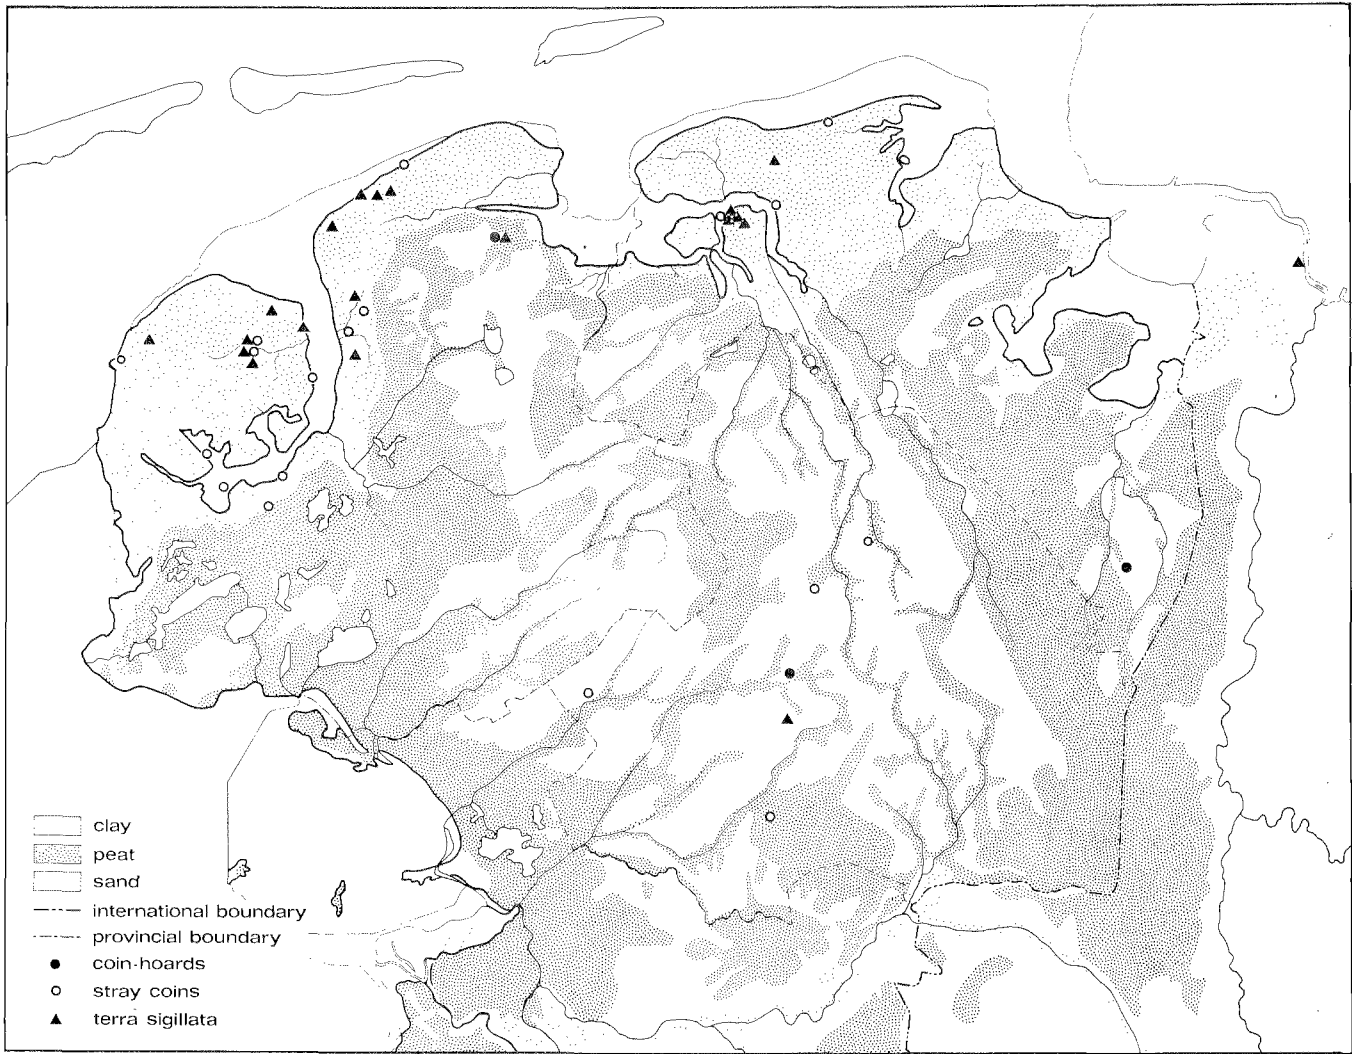 clay
peat
sand
international boundary
provincial boundary
coin-hoards
stray coins
terra sigillata